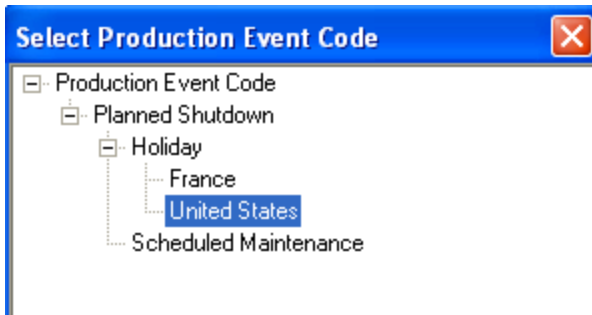 Select Production Event Code
Production Event Code
Planned Shutdown
Holiday
France
United States
Scheduled Maintenance